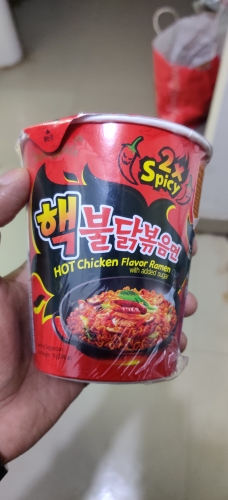 2x
Spicy
핵불닭볶음면
HOT Chicken Flavor Ramen
with added sugar